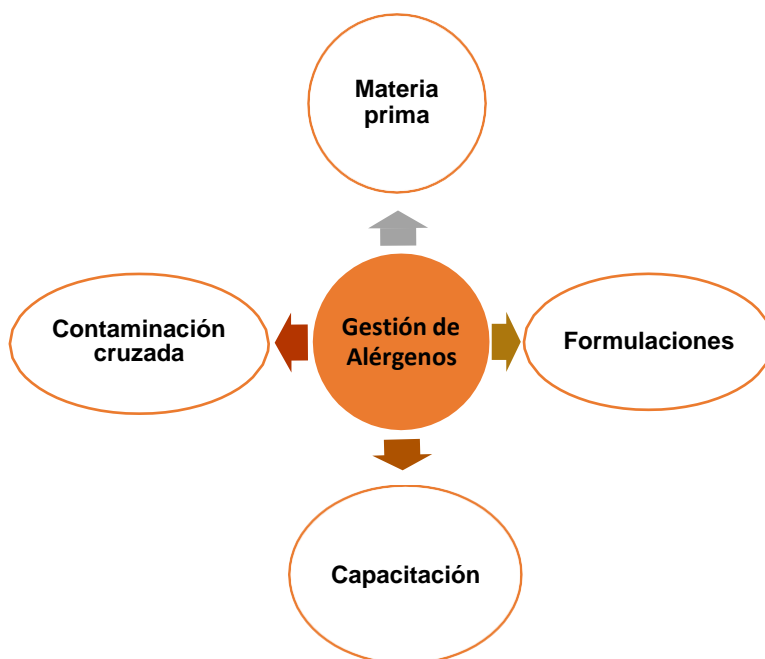 Materia
prima
Contaminación
cruzada
Gestión de
Alérgenos
Formulaciones
Capacitación